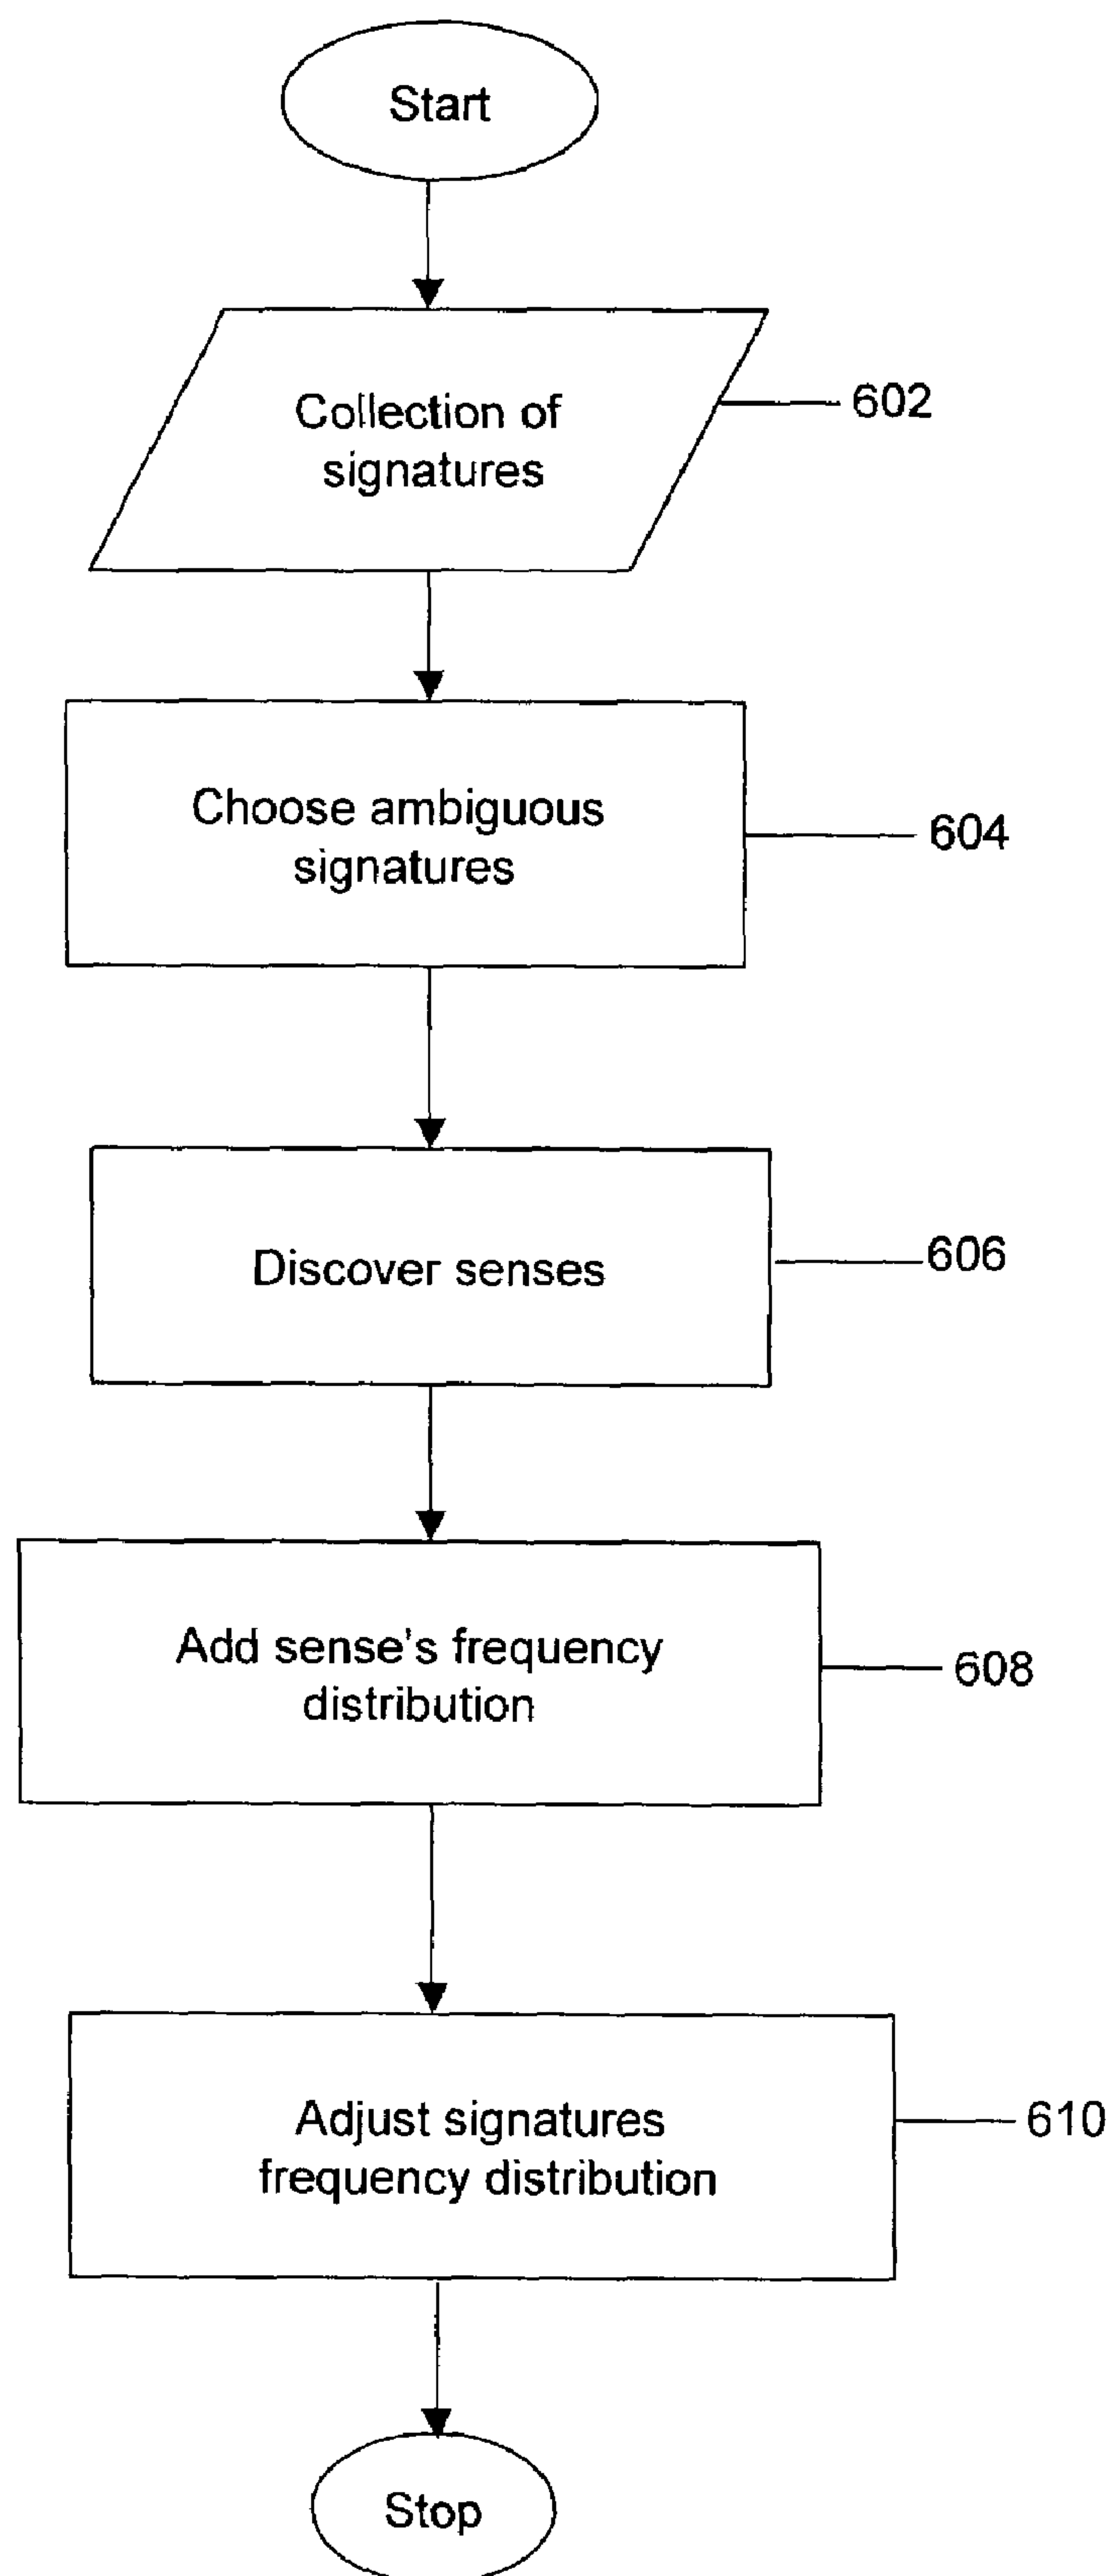 Start
Collection of
signatures
602
Choose ambiguous
signatures
604
Discover senses
606
Add sense's frequency
distribution
608
Adjust signatures
frequency distribution
610
Stop